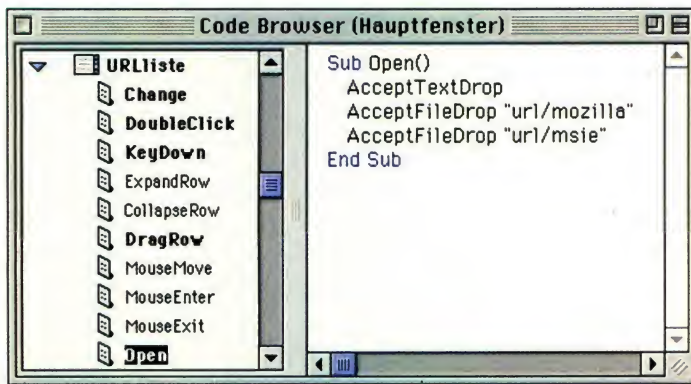 Code Browser (Hauptfenster)
URLliste
Change
DoubleClick
KeyDown
ExpandRow
CollapseRow
DragRow
MouseMove
MouseEnter
MouseExit
Open
Sub Open()
AcceptTextDrop
AcceptFileDrop "url/mozilla"
AcceptFileDrop "url/msie"
End Sub